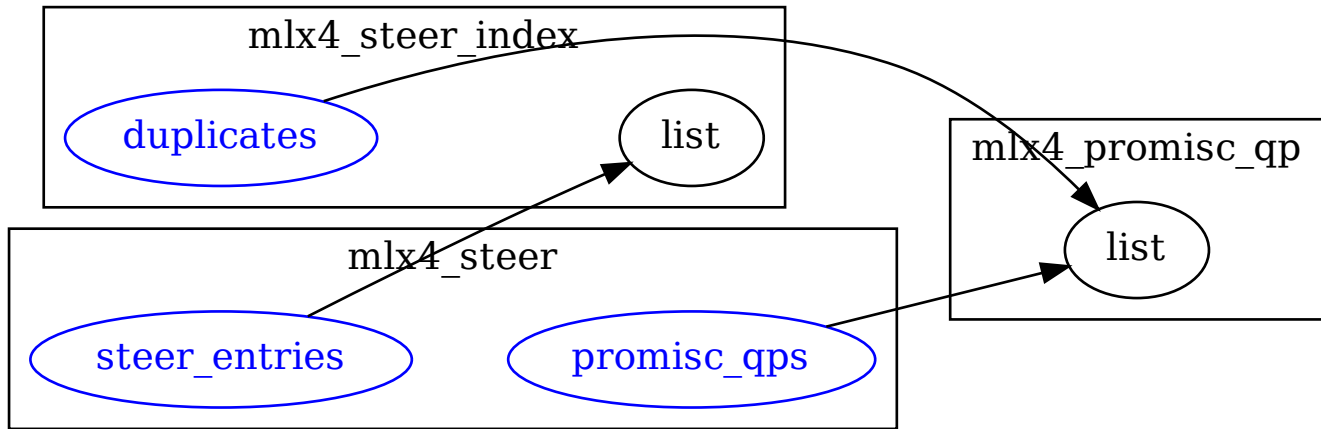 mlx4_steer_index
duplicates
list
mlx4_promisc_qp
list
mlx4_steer
steer_entries
promisc_qps